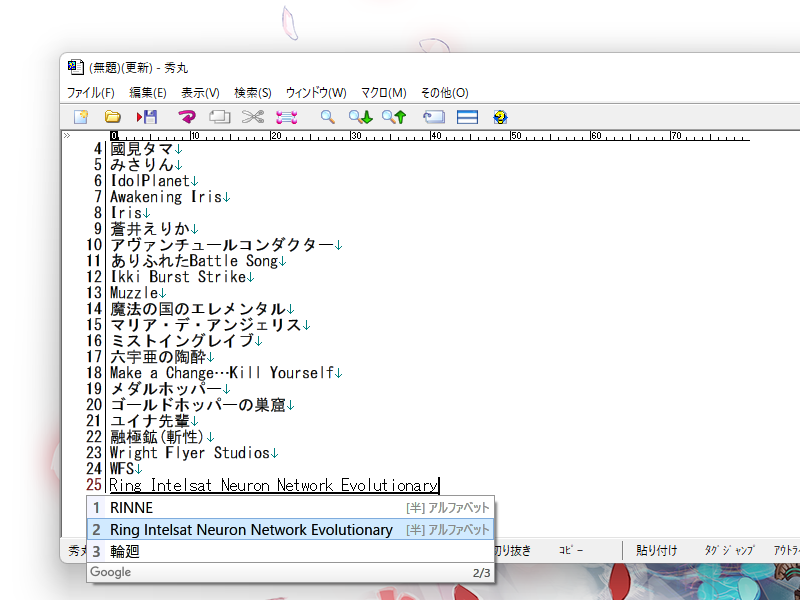 (無題)(更新) - 秀丸
ファイル(F) 編集(E) 表示(V) 検索(S) ウィンドウ(W) マクロ(M) その他(O)
0 10 20 30 40 50 60 70
4 國見タマ↓
5 みさりん↓
6 IdolPlanet↓
7 Awakening Iris↓
8 Iris↓
9 蒼井えりか↓
10 アヴァンチュールコンダクター↓
11 ありふれたBattle Song↓
12 Ikki Burst Strike↓
13 Muzzle↓
14 魔法の国のエレメンタル↓
15 マリア・デ・アンジェリス↓
16 ミストイングレイブ↓
17 六宇亜の陶酔↓
18 Make a Change…Kill Yourself↓
19 メダルホッパー↓
20 ゴールドホッパーの巣窟↓
21 ユイナ先輩↓
22 融極鉱(斬性)↓
23 Wright Flyer Studios↓
24 WFS↓
25 Ring Intelsat Neuron Network Evolutionary
1 RINNE [半] アルファベット
2 Ring Intelsat Neuron Network Evolutionary [半] アルファベット
3 輪廻
Google 2/3
秀丸 切り抜き コピー 貼り付け タグジャンプ アウトラ